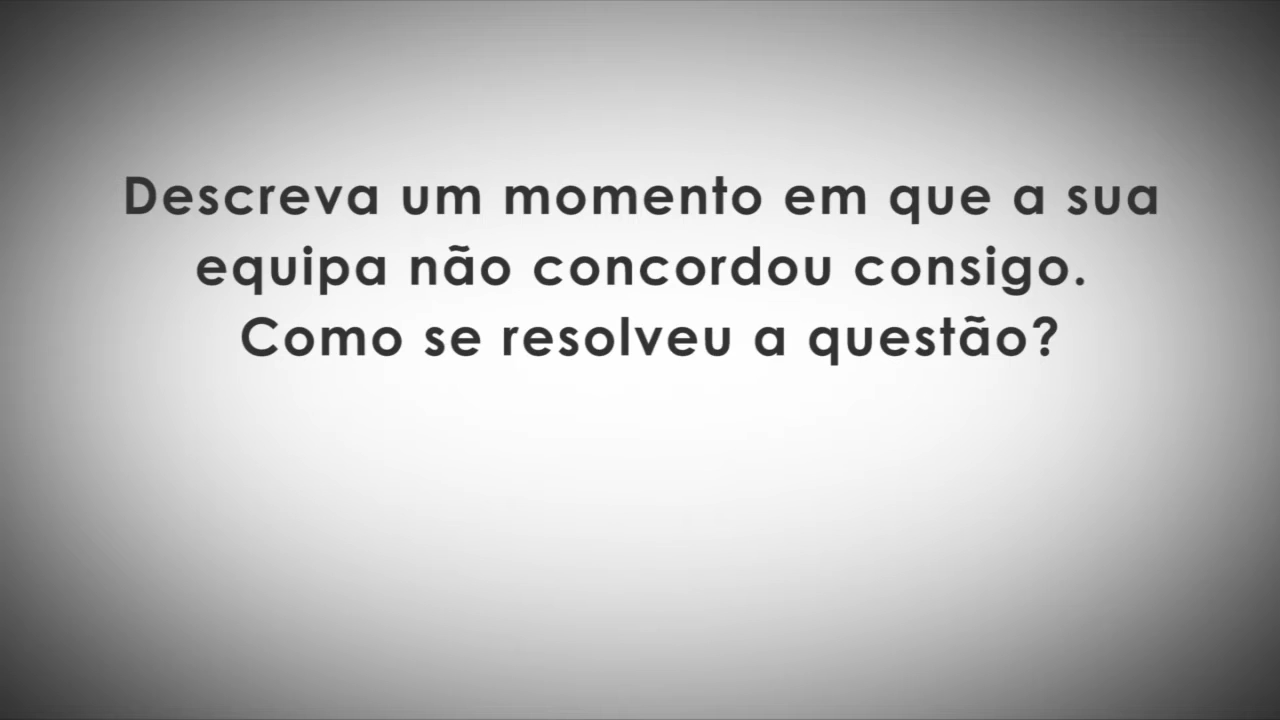 Descreva um momento em que a sua
equipa não concordou consigo.
Como se resolveu a questão?